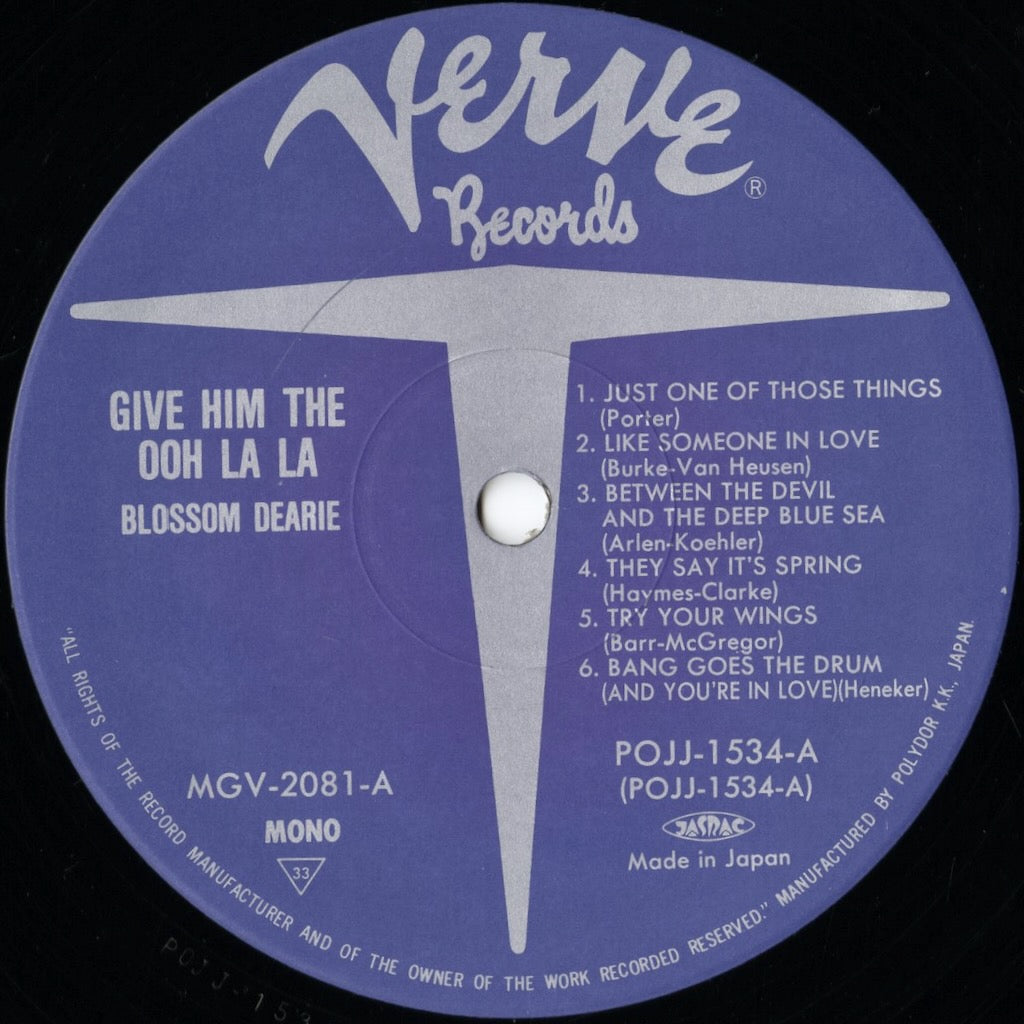 Verve
Records
®
GIVE HIM THE
OOH LA LA
BLOSSOM DEARIE
1. JUST ONE OF THOSE THINGS
(Porter)
2. LIKE SOMEONE IN LOVE
(Burke-Van Heusen)
3. BETWEEN THE DEVIL
AND THE DEEP BLUE SEA
(Arlen-Koehler)
4. THEY SAY IT'S SPRING
(Haymes-Clarke)
5. TRY YOUR WINGS
(Barr-McGregor)
6. BANG GOES THE DRUM
(AND YOU'RE IN LOVE)(Heneker)
MGV-2081-A
MONO
33
POJJ-1534-A
(POJJ-1534-A)
JASRAC
Made in Japan
"ALL RIGHTS OF THE RECORD MANUFACTURER AND OF THE OWNER OF THE WORK RECORDED RESERVED." MANUFACTURED BY POLYDOR K.K., JAPAN.
POJJ-153